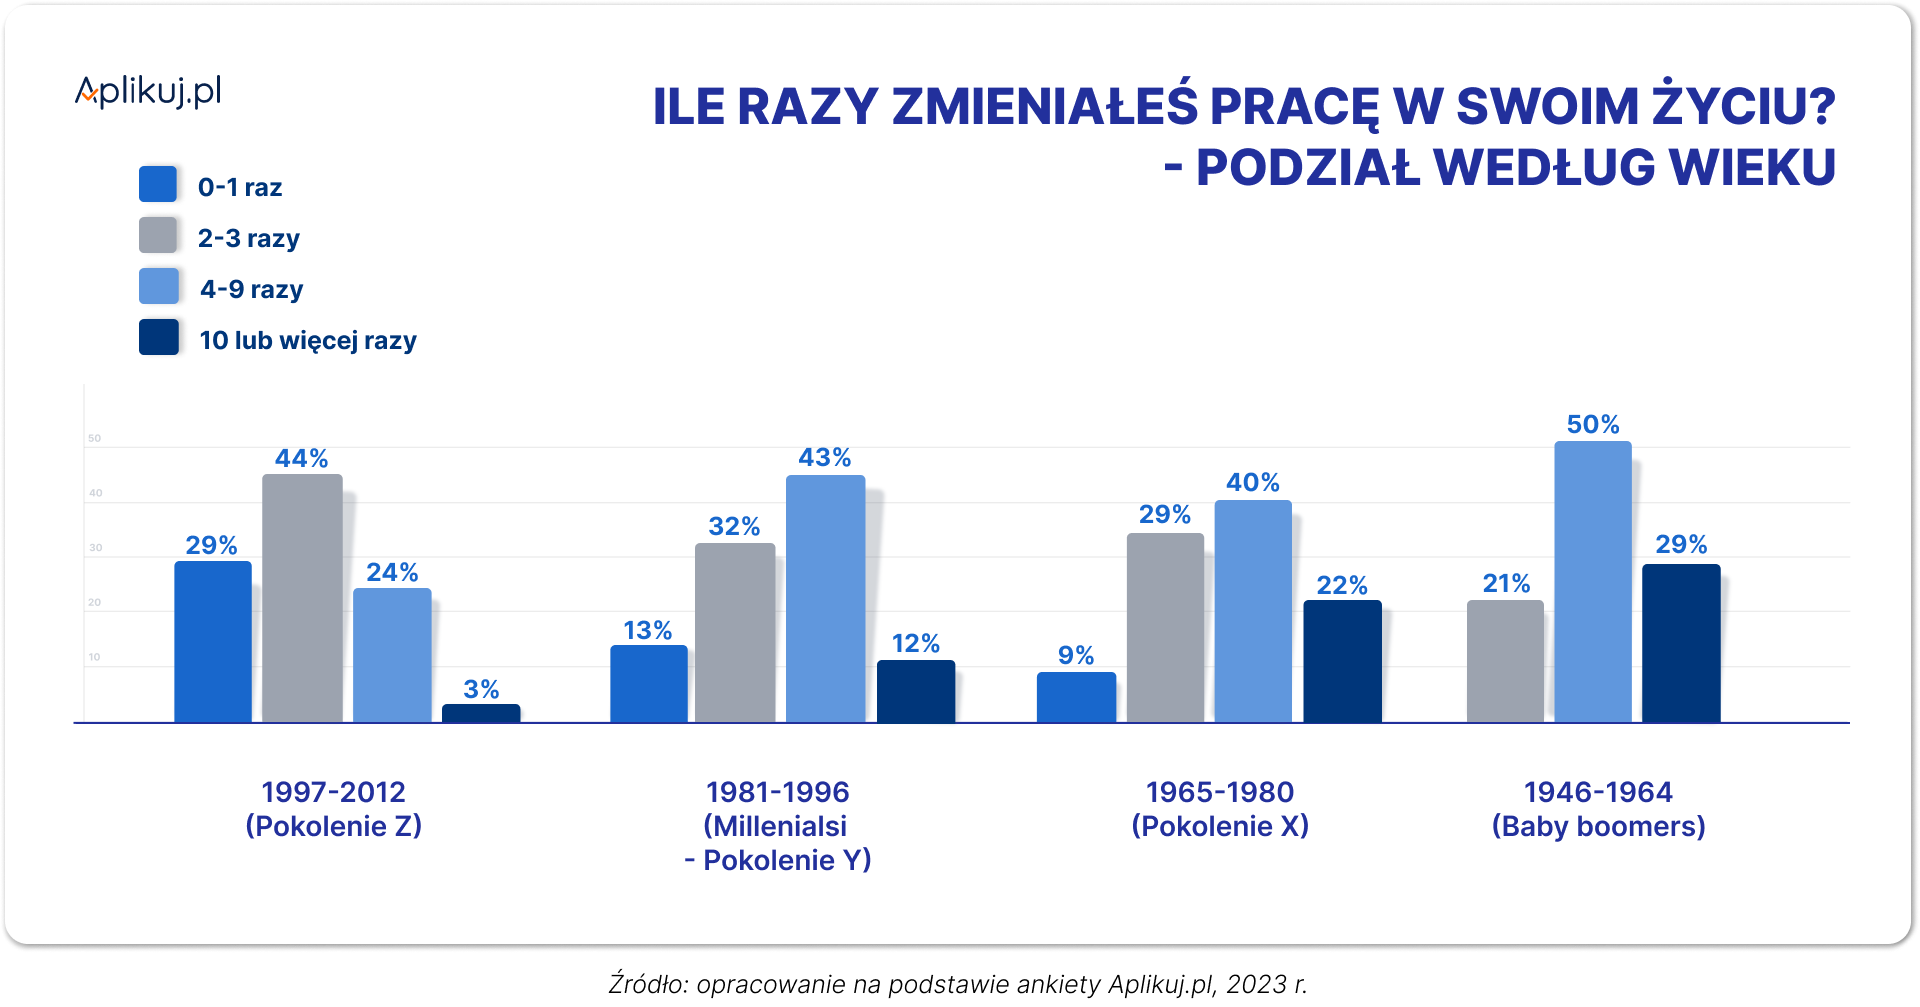 Aplikuj.pl
ILE RAZY ZMIENIAŁEŚ PRACĘ W SWOIM ŻYCIU?
- PODZIAŁ WEDŁUG WIEKU
0-1 raz
2-3 razy
4-9 razy
10 lub więcej razy
50
40
30
20
10
29%
44%
24%
3%
13%
32%
43%
12%
9%
29%
40%
22%
21%
50%
29%
1997-2012
(Pokolenie Z)
1981-1996
(Millenialsi
- Pokolenie Y)
1965-1980
(Pokolenie X)
1946-1964
(Baby boomers)
Źródło: opracowanie na podstawie ankiety Aplikuj.pl, 2023 r.